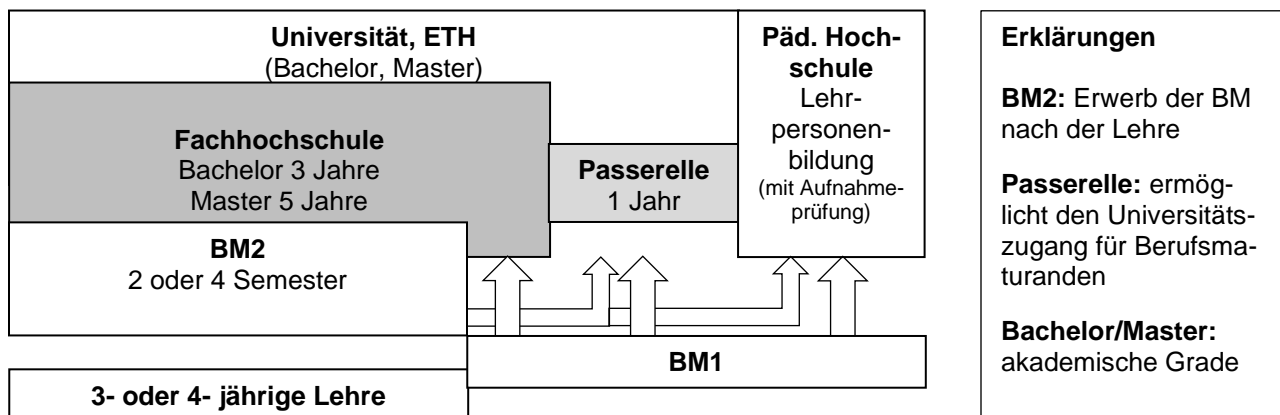 Universität, ETH
(Bachelor, Master)
Päd. Hoch-
schule
Lehr-
personen-
bildung
(mit Aufnahme-
prüfung)
Fachhochschule
Bachelor 3 Jahre
Master 5 Jahre
Passerelle
1 Jahr
BM2
2 oder 4 Semester
BM1
3- oder 4- jährige Lehre
Erklärungen
BM2: Erwerb der BM
nach der Lehre
Passerelle: ermög-
licht den Universitäts-
zugang für Berufsma-
turanden
Bachelor/Master:
akademische Grade